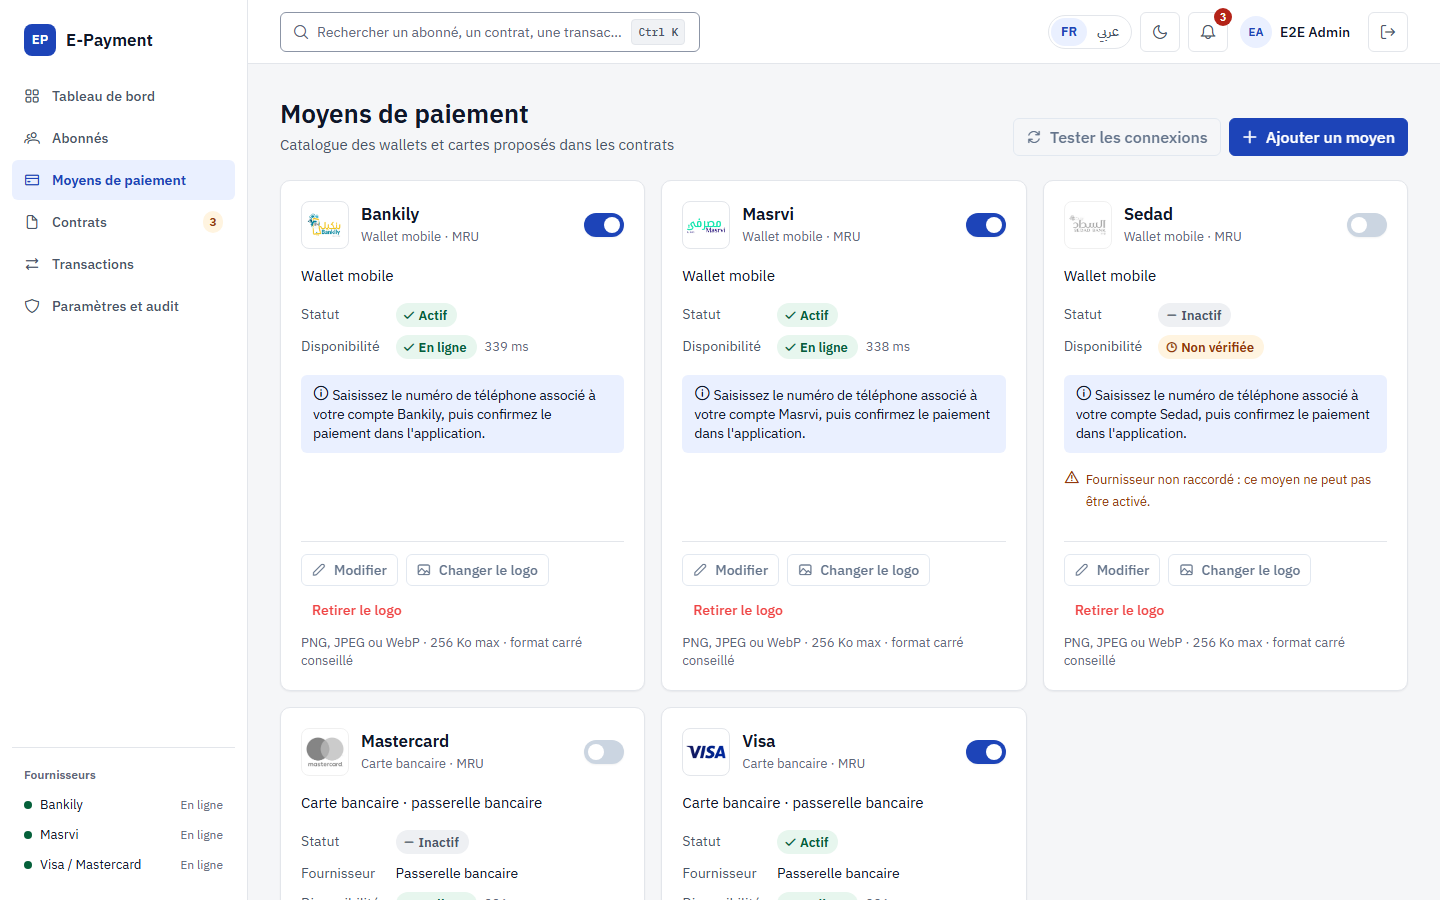 EP E-Payment
Tableau de bord
Abonnés
Moyens de paiement
Contrats 3
Transactions
Paramètres et audit
Fournisseurs
Bankily En ligne
Masrvi En ligne
Visa / Mastercard En ligne
Rechercher un abonné, un contrat, une transac... Ctrl K
FR عربي 3 EA E2E Admin
Moyens de paiement
Catalogue des wallets et cartes proposés dans les contrats
Tester les connexions Ajouter un moyen
Bankily
Wallet mobile · MRU
Wallet mobile
Statut Actif
Disponibilité En ligne 339 ms
Saisissez le numéro de téléphone associé à
votre compte Bankily, puis confirmez le
paiement dans l'application.
Modifier Changer le logo
Retirer le logo
PNG, JPEG ou WebP · 256 Ko max · format carré
conseillé
مصرفي
Masrvi
Masrvi
Wallet mobile · MRU
Wallet mobile
Statut Actif
Disponibilité En ligne 338 ms
Saisissez le numéro de téléphone associé à
votre compte Masrvi, puis confirmez le paiement
dans l'application.
Modifier Changer le logo
Retirer le logo
PNG, JPEG ou WebP · 256 Ko max · format carré
conseillé
السداد
SEDAD BANK
Sedad
Wallet mobile · MRU
Wallet mobile
Statut Inactif
Disponibilité Non vérifiée
Saisissez le numéro de téléphone associé à
votre compte Sedad, puis confirmez le paiement
dans l'application.
Fournisseur non raccordé : ce moyen ne peut pas
être activé.
Modifier Changer le logo
Retirer le logo
PNG, JPEG ou WebP · 256 Ko max · format carré
conseillé
mastercard
Mastercard
Carte bancaire · MRU
Carte bancaire · passerelle bancaire
Statut Inactif
Fournisseur Passerelle bancaire
VISA
Visa
Carte bancaire · MRU
Carte bancaire · passerelle bancaire
Statut Actif
Fournisseur Passerelle bancaire